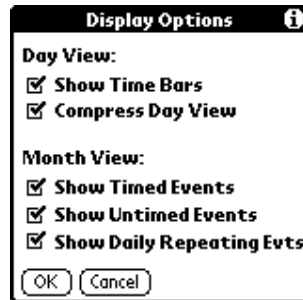 Display Options
Day View:
Show Time Bars
Compress Day View
Month View:
Show Timed Events
Show Untimed Events
Show Daily Repeating Evts
OK Cancel